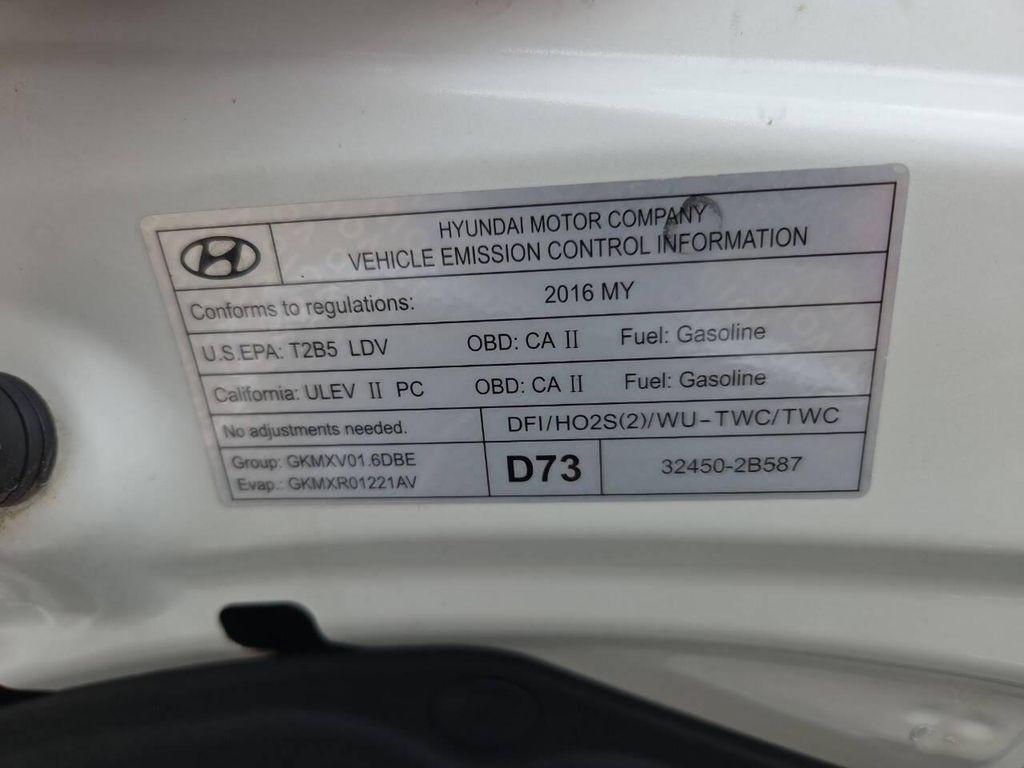 HYUNDAI MOTOR COMPANY
VEHICLE EMISSION CONTROL INFORMATION
Conforms to regulations: 2016 MY
U.S.EPA: T2B5 LDV OBD: CA II Fuel: Gasoline
California: ULEV II PC OBD: CA II Fuel: Gasoline
No adjustments needed. DFI/HO2S(2)/WU-TWC/TWC
Group: GKMXV01.6DBE
Evap.: GKMXR01221AV
D73 32450-2B587